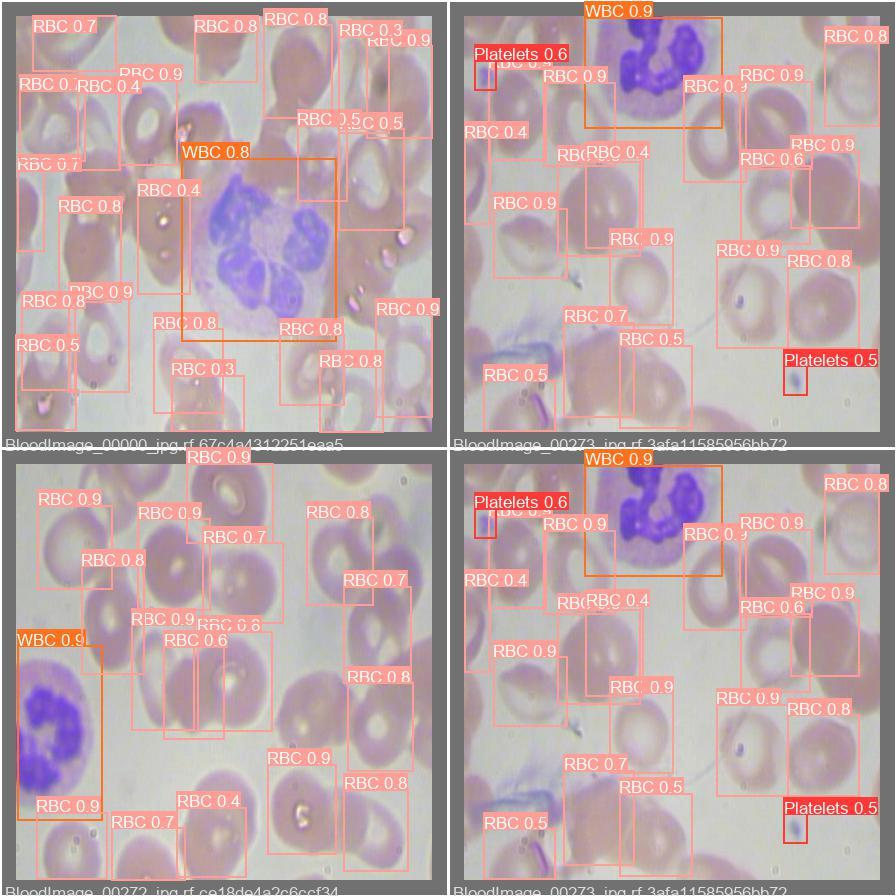 RBC 0.7
RBC 0.8
RBC 0.8
RBC 0.3
RBC 0.9
RBC 0.7
RBC 0.4
RBC 0.9
RBC 0.5
RBC 0.5
WBC 0.8
RBC 0.7
RBC 0.4
RBC 0.8
RBC 0.8
RBC 0.9
RBC 0.9
RBC 0.8
RBC 0.8
RBC 0.5
RBC 0.3
RBC 0.8
BloodImage_00000_jpg.rf.67c4a4312251eaa5
WBC 0.9
RBC 0.8
Platelets 0.6
RBC 0.9
RBC 0.9
RBC 0.9
RBC 0.9
RBC 0.4
RBC 0.4
RBC 0.9
RBC 0.6
RBC 0.9
RBC 0.9
RBC 0.9
RBC 0.8
RBC 0.7
RBC 0.5
Platelets 0.5
RBC 0.5
BloodImage_00273_jpg.rf.3afa11585956bb72
RBC 0.9
RBC 0.9
RBC 0.9
RBC 0.8
RBC 0.7
RBC 0.8
RBC 0.7
RBC 0.9
RBC 0.8
RBC 0.6
WBC 0.9
RBC 0.8
RBC 0.9
RBC 0.8
RBC 0.9
RBC 0.4
RBC 0.7
BloodImage_00272_jpg.rf.ce18de4a2c6ccf34
WBC 0.9
RBC 0.8
Platelets 0.6
RBC 0.9
RBC 0.9
RBC 0.9
RBC 0.9
RBC 0.4
RBC 0.4
RBC 0.9
RBC 0.6
RBC 0.9
RBC 0.9
RBC 0.9
RBC 0.8
RBC 0.7
RBC 0.5
Platelets 0.5
RBC 0.5
BloodImage_00273_jpg.rf.3afa11585956bb72